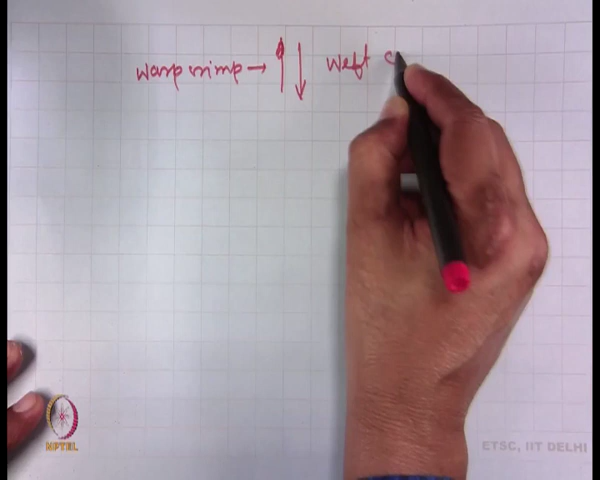 warp crimp → ↑ ↓ weft c
NPTEL
ETSC, IIT DELHI